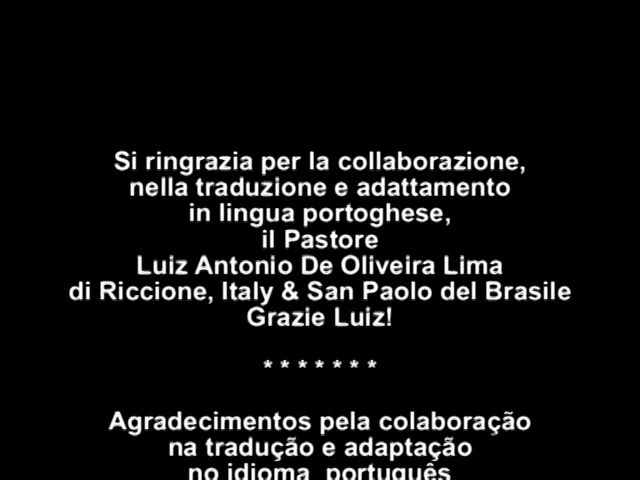 Si ringrazia per la collaborazione,
nella traduzione e adattamento
in lingua portoghese,
il Pastore
Luiz Antonio De Oliveira Lima
di Riccione, Italy & San Paolo del Brasile
Grazie Luiz!
* * * * * * *
Agradecimentos pela colaboração
na tradução e adaptação
no idioma português